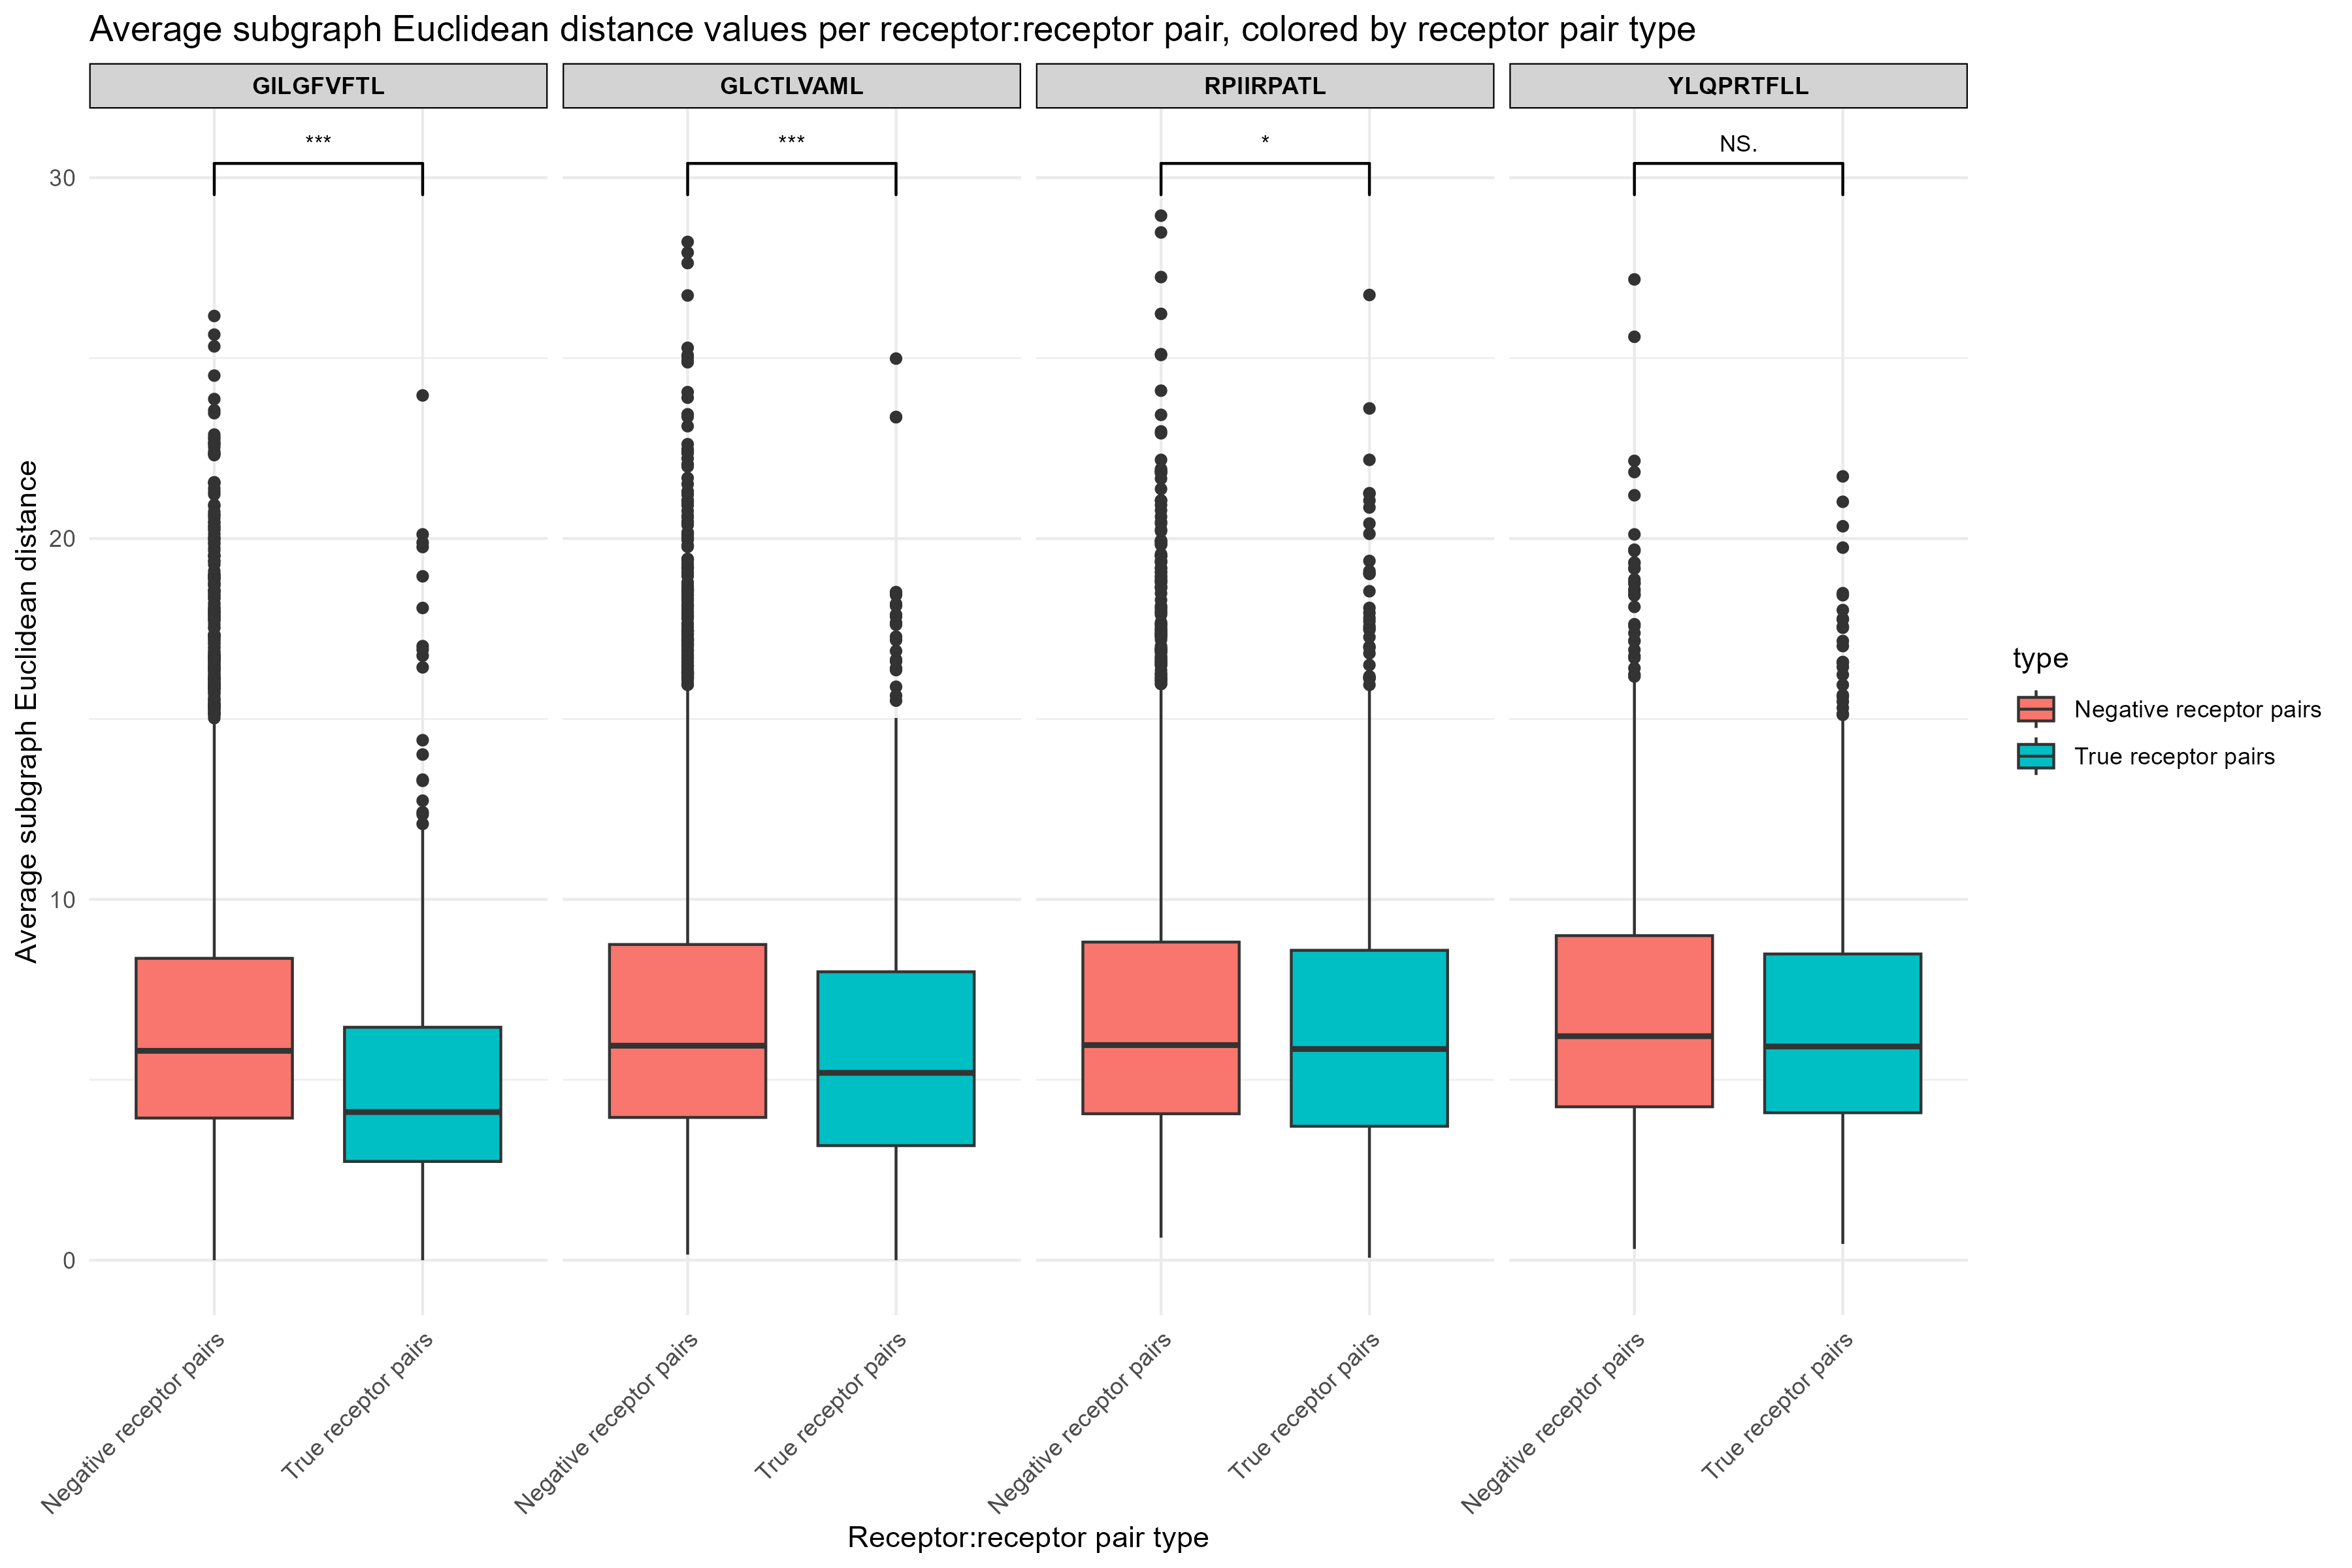 Average subgraph Euclidean distance values per receptor:receptor pair, colored by receptor pair type
GILGFVFTL
GLCTLVAML
RPIIRPATL
YLQPRTFLL
***
***
*
NS.
30
20
10
0
Average subgraph Euclidean distance
Negative receptor pairs
True receptor pairs
Negative receptor pairs
True receptor pairs
Negative receptor pairs
True receptor pairs
Negative receptor pairs
True receptor pairs
Receptor:receptor pair type
type
Negative receptor pairs
True receptor pairs